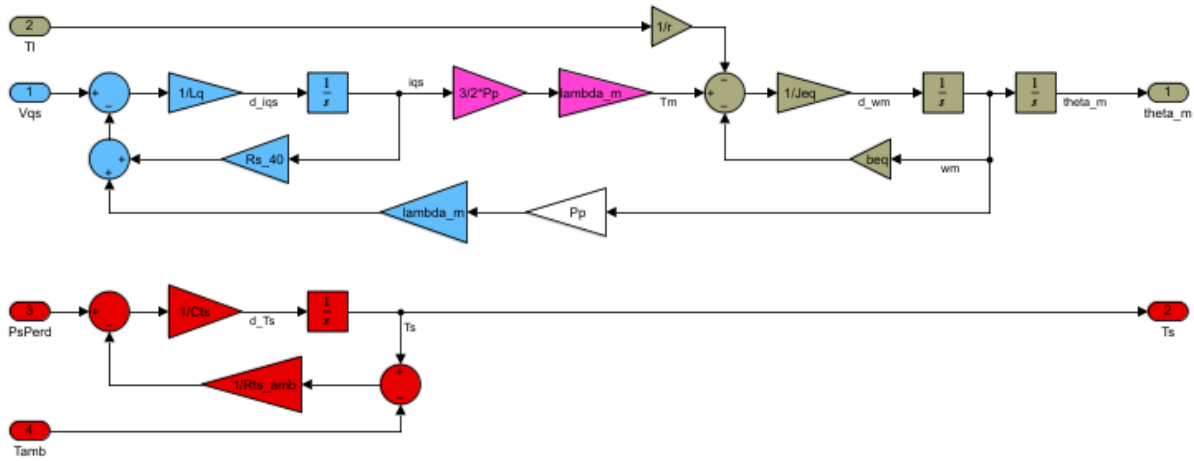 2
Tl
1/r
1
Vqs
+
−
1/Lq
d_iqs
1
s
iqs
3/2*Pp
lambda_m
Tm
+
−
−
1/Jeq
d_wm
1
s
1
s
theta_m
1
theta_m
+
+
Rs_40
beq
wm
lambda_m
Pp
3
PsPerd
+
−
1/Cts
d_Ts
1
s
Ts
2
Ts
1/Rts_amb
+
−
4
Tamb